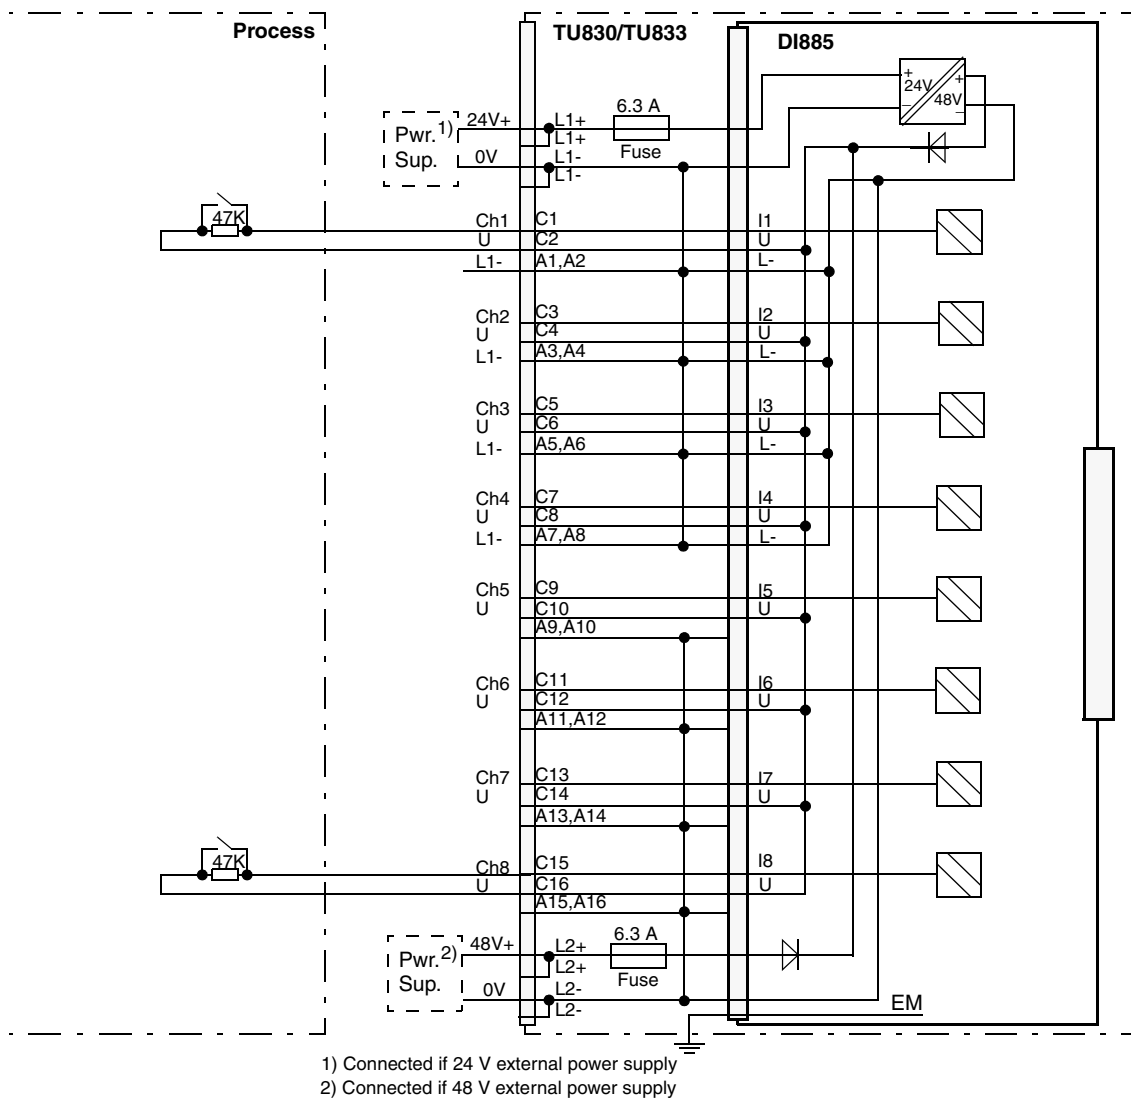 Process
TU830/TU833
DI885
+
24V
+
48V
–
–
6.3 A
Fuse
Pwr.1)
Sup.
24V+
0V
L1+
L1+
L1-
L1-
47K
Ch1
C1
I1
U
C2
U
L1-
A1,A2
L-
Ch2
C3
I2
U
C4
U
L1-
A3,A4
L-
Ch3
C5
I3
U
C6
U
L1-
A5,A6
L-
Ch4
C7
I4
U
C8
U
L1-
A7,A8
L-
Ch5
C9
I5
U
C10
U
A9,A10
Ch6
C11
I6
U
C12
U
A11,A12
Ch7
C13
I7
U
C14
U
A13,A14
47K
Ch8
C15
I8
U
C16
U
A15,A16
Pwr.2)
Sup.
48V+
0V
L2+
L2+
L2-
L2-
6.3 A
Fuse
EM
1) Connected if 24 V external power supply
2) Connected if 48 V external power supply